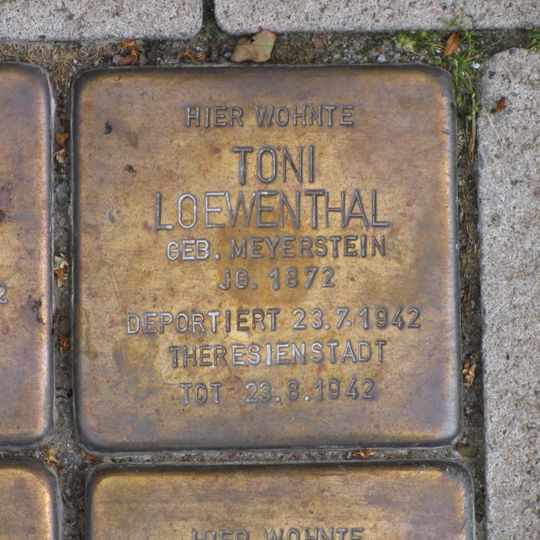 HIER WOHNTE
TONI
LOEWENTHAL
GEB. MEYERSTEIN
JG. 1872
DEPORTIERT 23.7.1942
THERESIENSTADT
TOT 23.8.1942
HIER WOHNTE